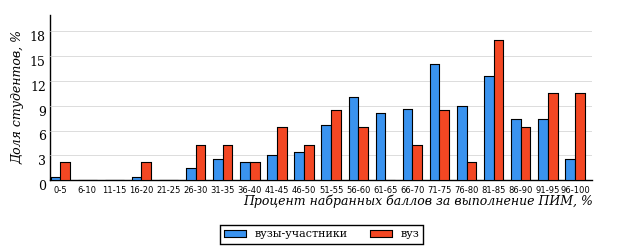 Доля студентов, %
18
15
12
9
6
3
0
0-5 6-10 11-15 16-20 21-25 26-30 31-35 36-40 41-45 46-50 51-55 56-60 61-65 66-70 71-75 76-80 81-85 86-90 91-95 96-100
Процент набранных баллов за выполнение ПИМ, %
вузы-участники вуз